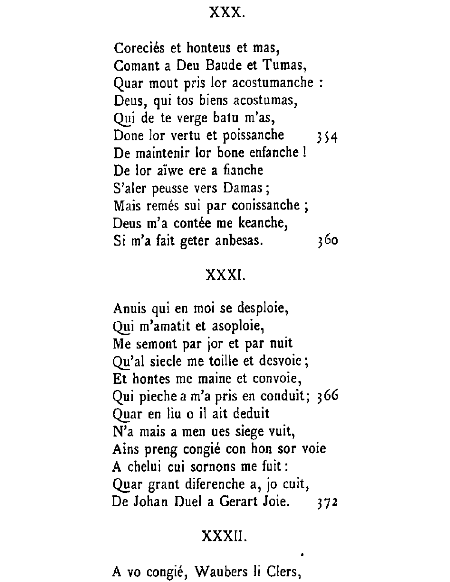 XXX.
Coreciés et honteus et mas,
Comant a Deu Baude et Tumas,
Quar mout pris lor acostumanche :
Deus, qui tos biens acostumas,
Qui de te verge batu m'as,
Done lor vertu et poissanche 354
De maintenir lor bone enfanche !
De lor aïwe ere a fianche
S'aler peusse vers Damas ;
Mais remés sui par conissanche ;
Deus m'a contée me keanche,
Si m'a fait geter anbesas. 360
XXXI.
Anuis qui en moi se desploie,
Qui m'amatit et asoploie,
Me semont par jor et par nuit
Qu'al siecle me toille et desvoie ;
Et hontes me maine et convoie,
Qui pieche a m'a pris en conduit; 366
Quar en liu o il ait deduit
N'a mais a men ues siege vuit,
Ains preng congié con hon sor voie
A chelui cui sornons me fuit :
Quar grant diferenche a, jo cuit,
De Johan Duel a Gerart Joie. 372
XXXII.
A vo congié, Waubers li Clers,